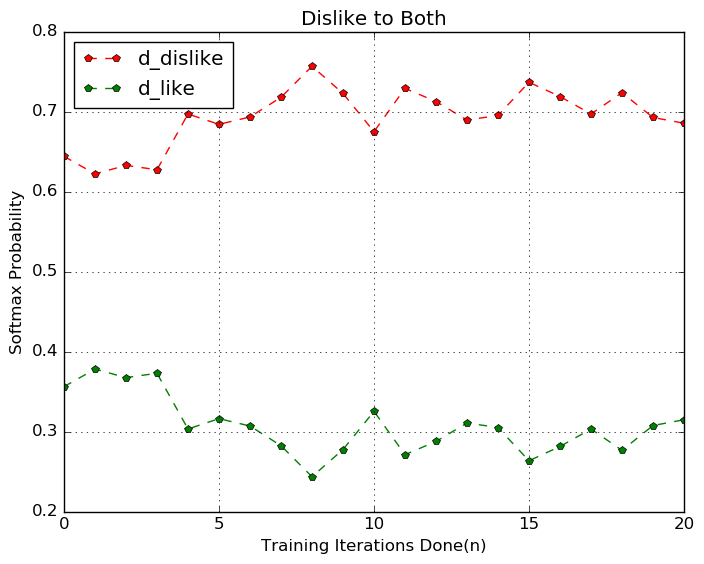 Dislike to Both
d_dislike
d_like
0.8
0.7
0.6
0.5
0.4
0.3
0.2
Softmax Probability
0 5 10 15 20
Training Iterations Done(n)